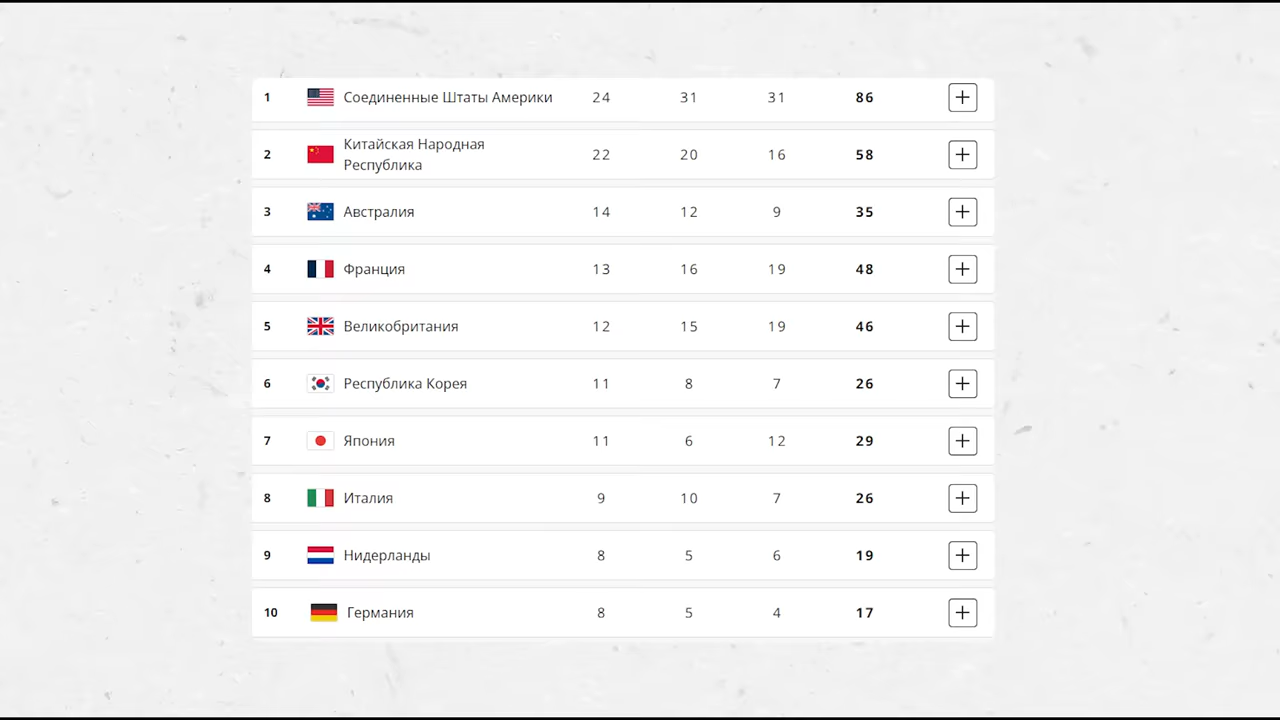 1 Соединенные Штаты Америки 24 31 31 86
2 Китайская Народная Республика 22 20 16 58
3 Австралия 14 12 9 35
4 Франция 13 16 19 48
5 Великобритания 12 15 19 46
6 Республика Корея 11 8 7 26
7 Япония 11 6 12 29
8 Италия 9 10 7 26
9 Нидерланды 8 5 6 19
10 Германия 8 5 4 17